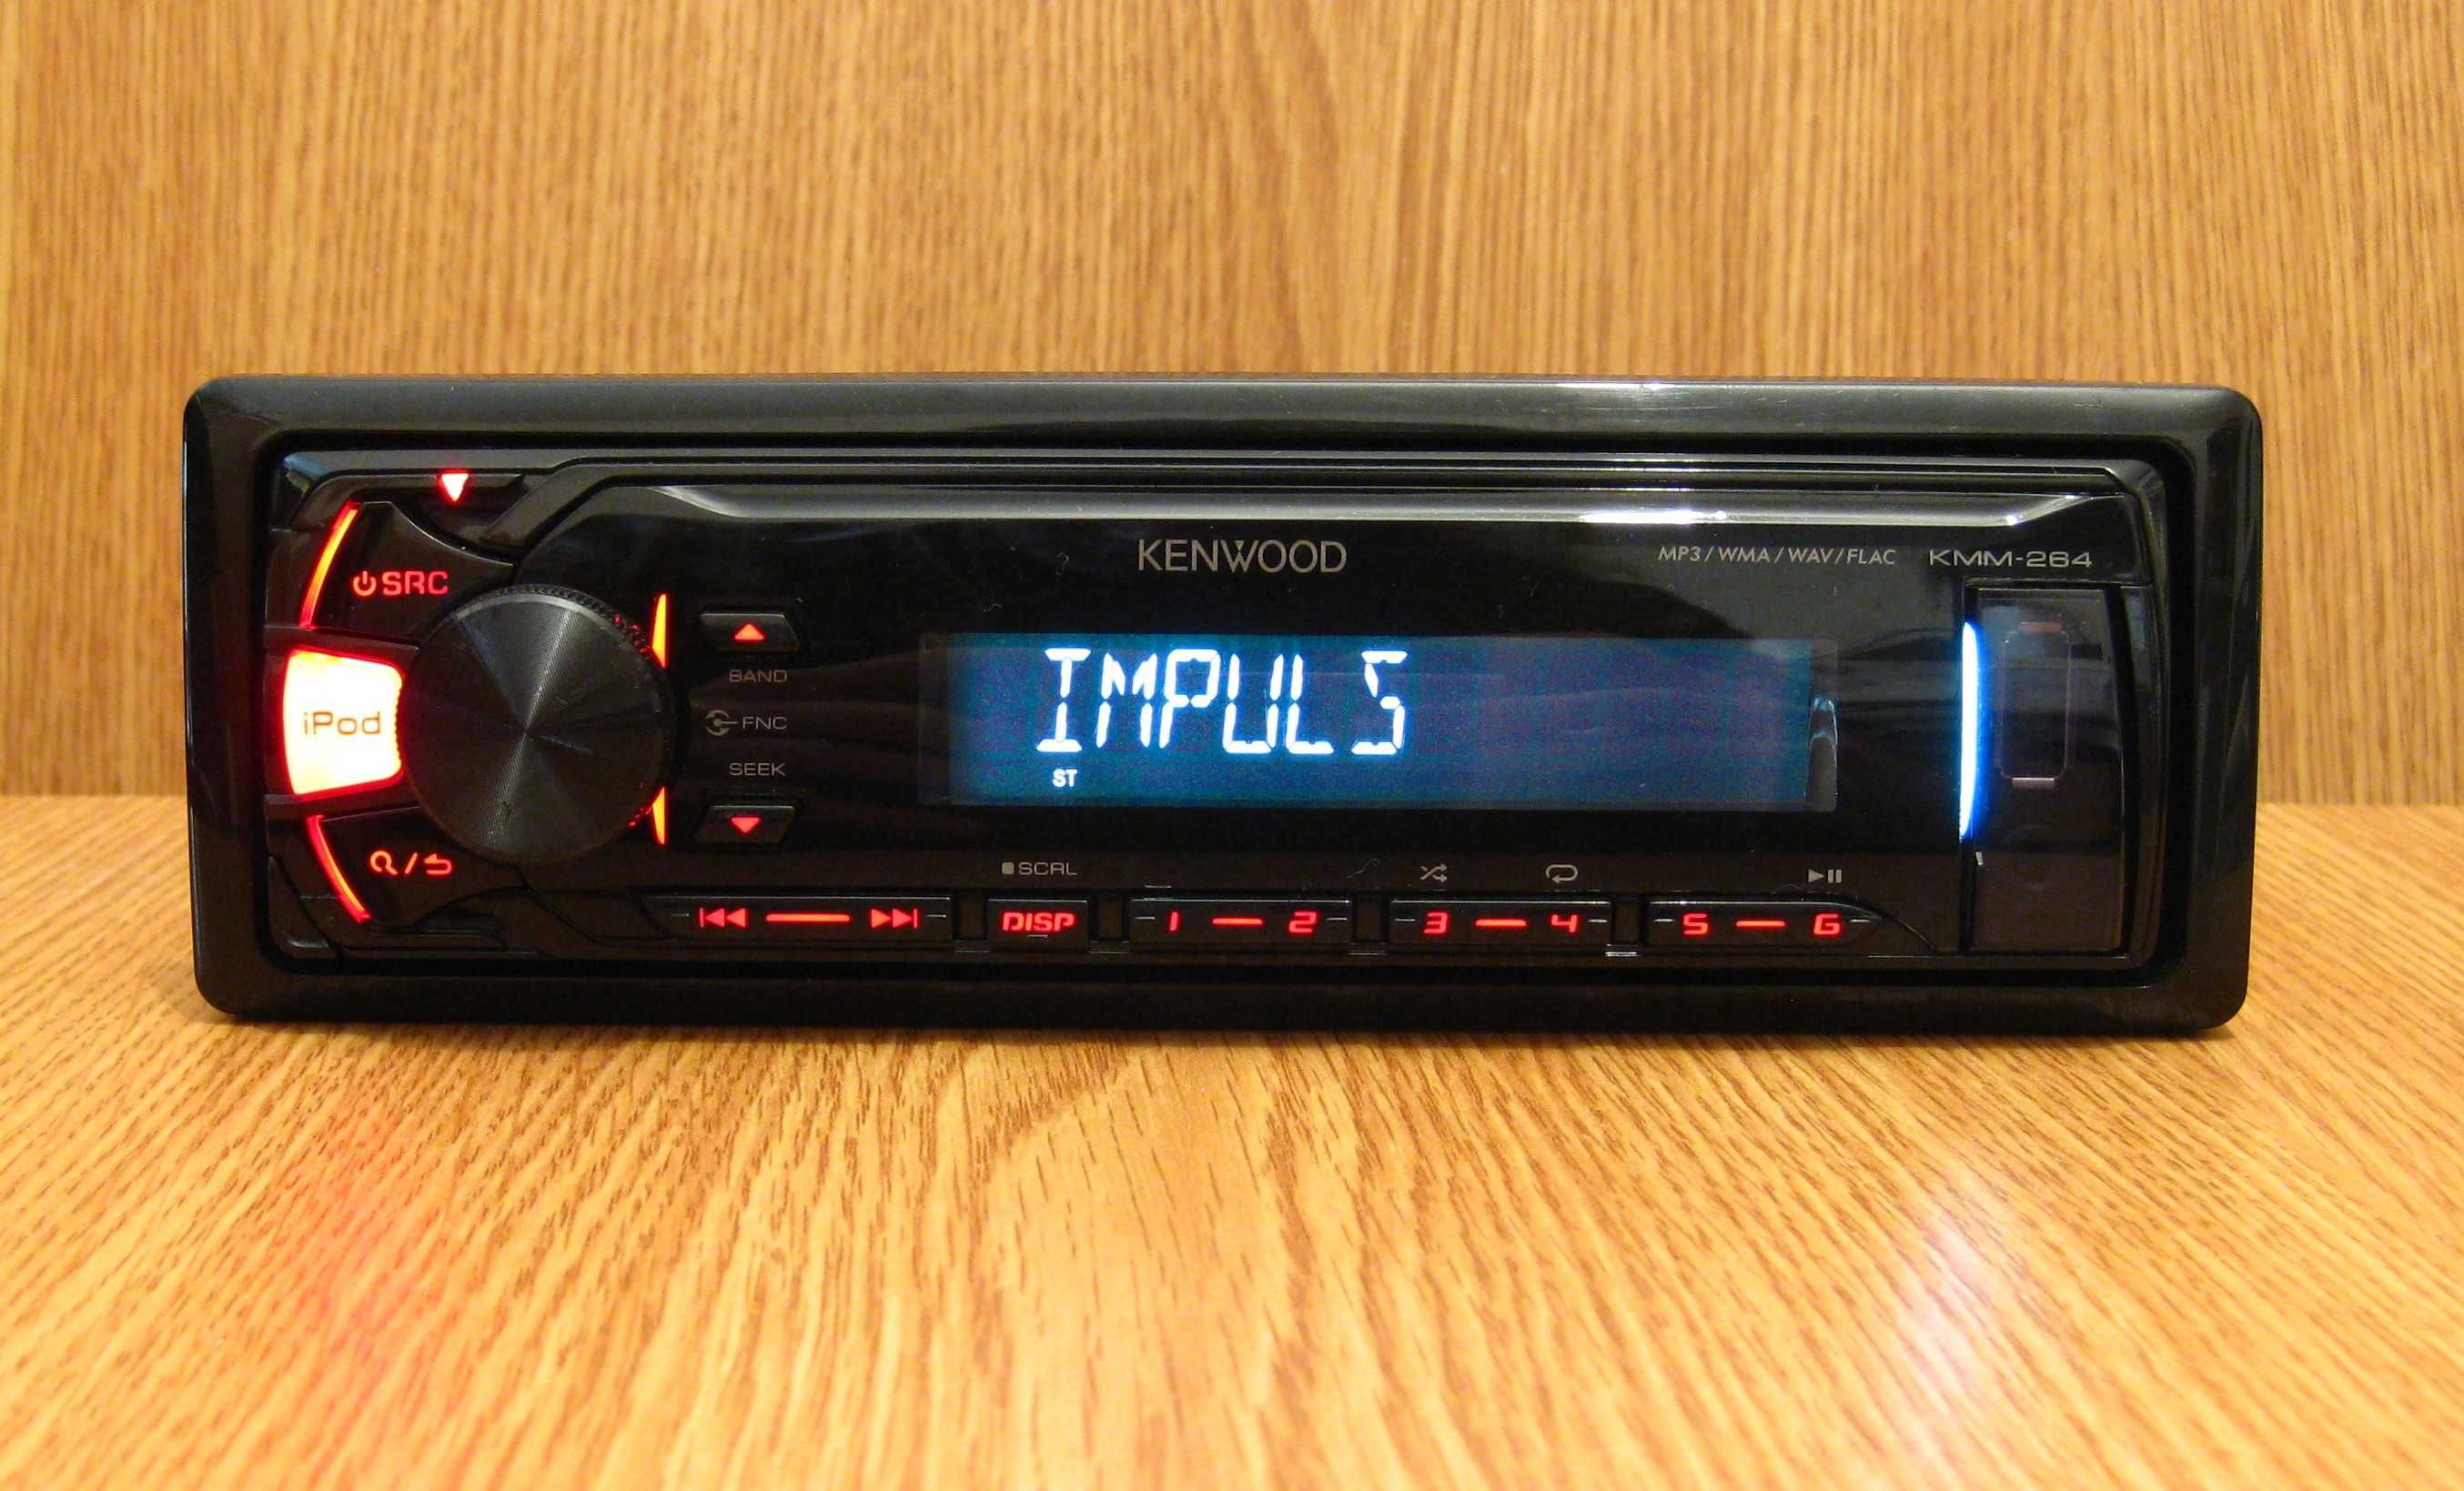 KENWOOD
MP3 / WMA / WAV / FLAC KMM-264
SRC
iPod
BAND
FNC
SEEK
IMPULS
ST
SCRL
DISP
1 2
3 4
5 6